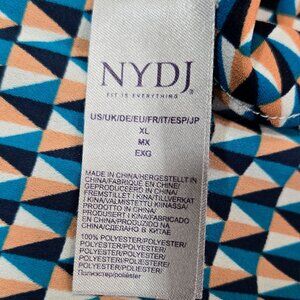 NYDJ®
FIT IS EVERYTHING
US/UK/DE/EU/FR/IT/ESP/JP
XL
MX
EXG
MADE IN CHINA/HERGESTELLT IN
CHINA/FABRIQUÉ EN CHINE/
GEPRODUCEERD IN CHINA/
FREMSTILLET I KINA/TILLVERKAT
I KINA/VALMISTETTU KIINASSA
PRODUSERT I KINA/FABRICADO
EN CHINA/PRODOTTO IN
CHINA/СДЕЛАНО В КИТАЕ
100% POLYESTER/POLYESTER/
POLYESTER/POLYESTER/
POLYESTER/POLYESTER/
Полиэстер/poliéster